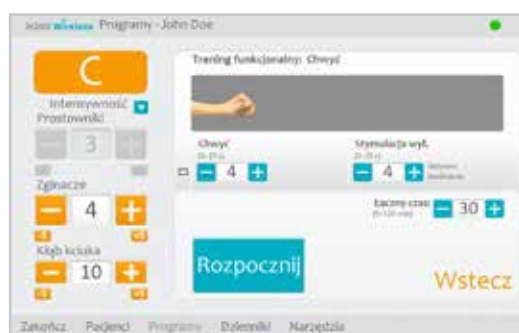 Wireless Programy - John Doe
C
Intensywność
Prostowniki
3
Zginacze
4
Kłąb kciuka
10
Trening funkcjonalny: Chwyć
Chwyć
4
Stymulacja wył.
4
Łączny czas
30
Rozpocznij
Wstecz
Zakończ Pacjenci Programy Dzienniki Narzędzia